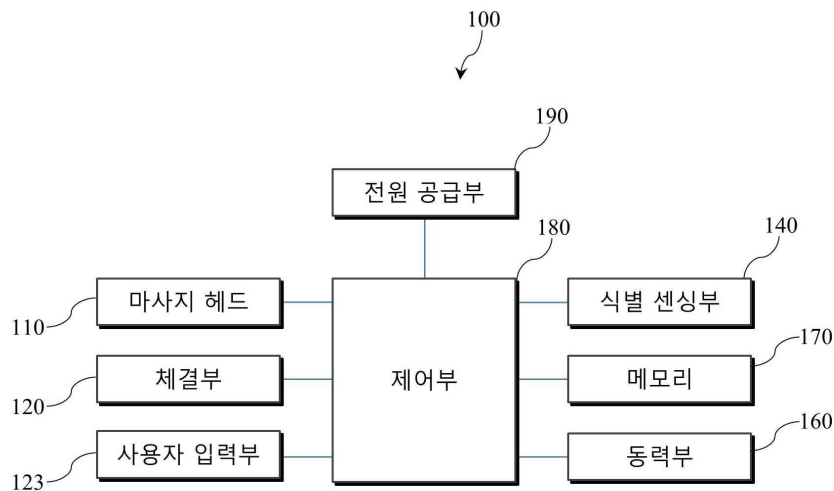 100
190
전원 공급부
180
140
마사지 헤드
식별 센싱부
110
170
체결부
제어부
메모리
120
160
사용자 입력부
동력부
123